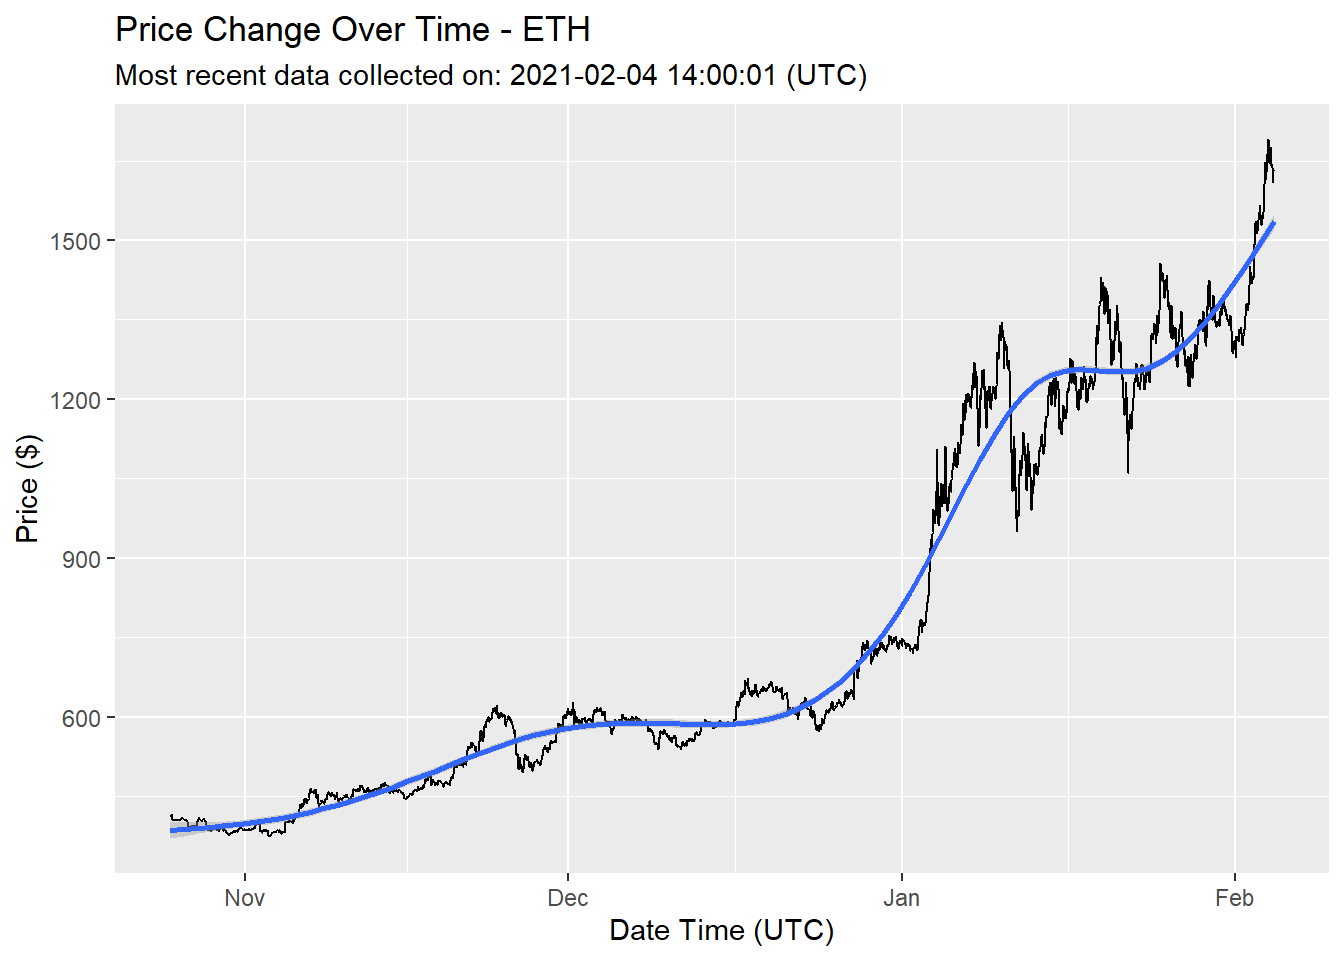 Price Change Over Time - ETH
Most recent data collected on: 2021-02-04 14:00:01 (UTC)
Price ($)
1500
1200
900
600
Nov Dec Jan Feb
Date Time (UTC)